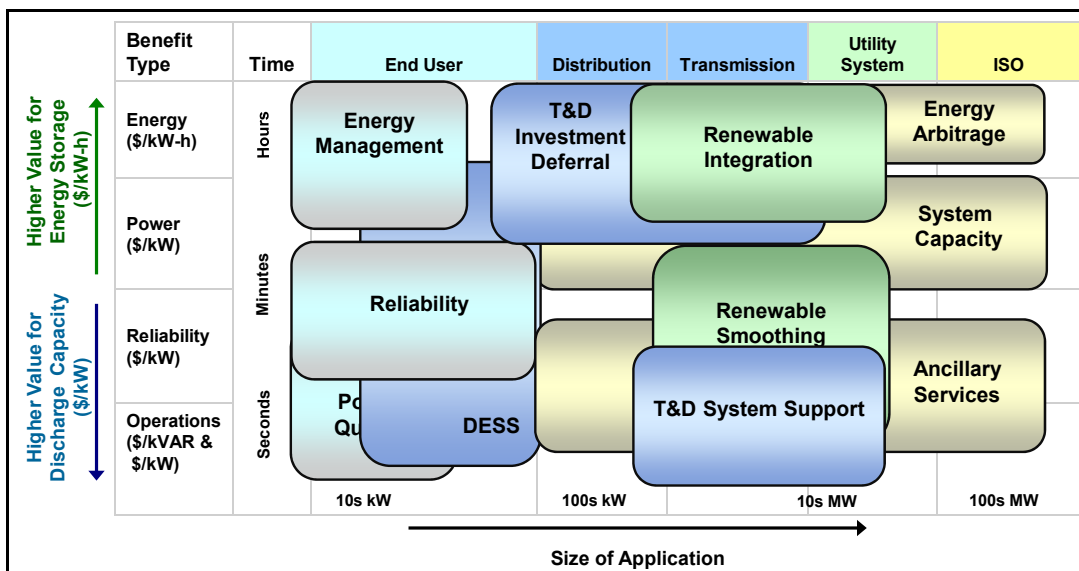 Benefit
Type
Time
End User
Distribution
Transmission
Utility
System
ISO
Higher Value for
Energy Storage
($/kW-h)
Higher Value for
Discharge Capacity
($/kW)
Energy
($/kW-h)
Power
($/kW)
Reliability
($/kW)
Operations
($/kVAR &
$/kW)
Hours
Minutes
Seconds
Energy
Management
T&D
Investment
Deferral
Renewable
Integration
Energy
Arbitrage
System
Capacity
Reliability
Renewable
Smoothing
Ancillary
Services
DESS
T&D System Support
10s kW
100s kW
10s MW
100s MW
Size of Application